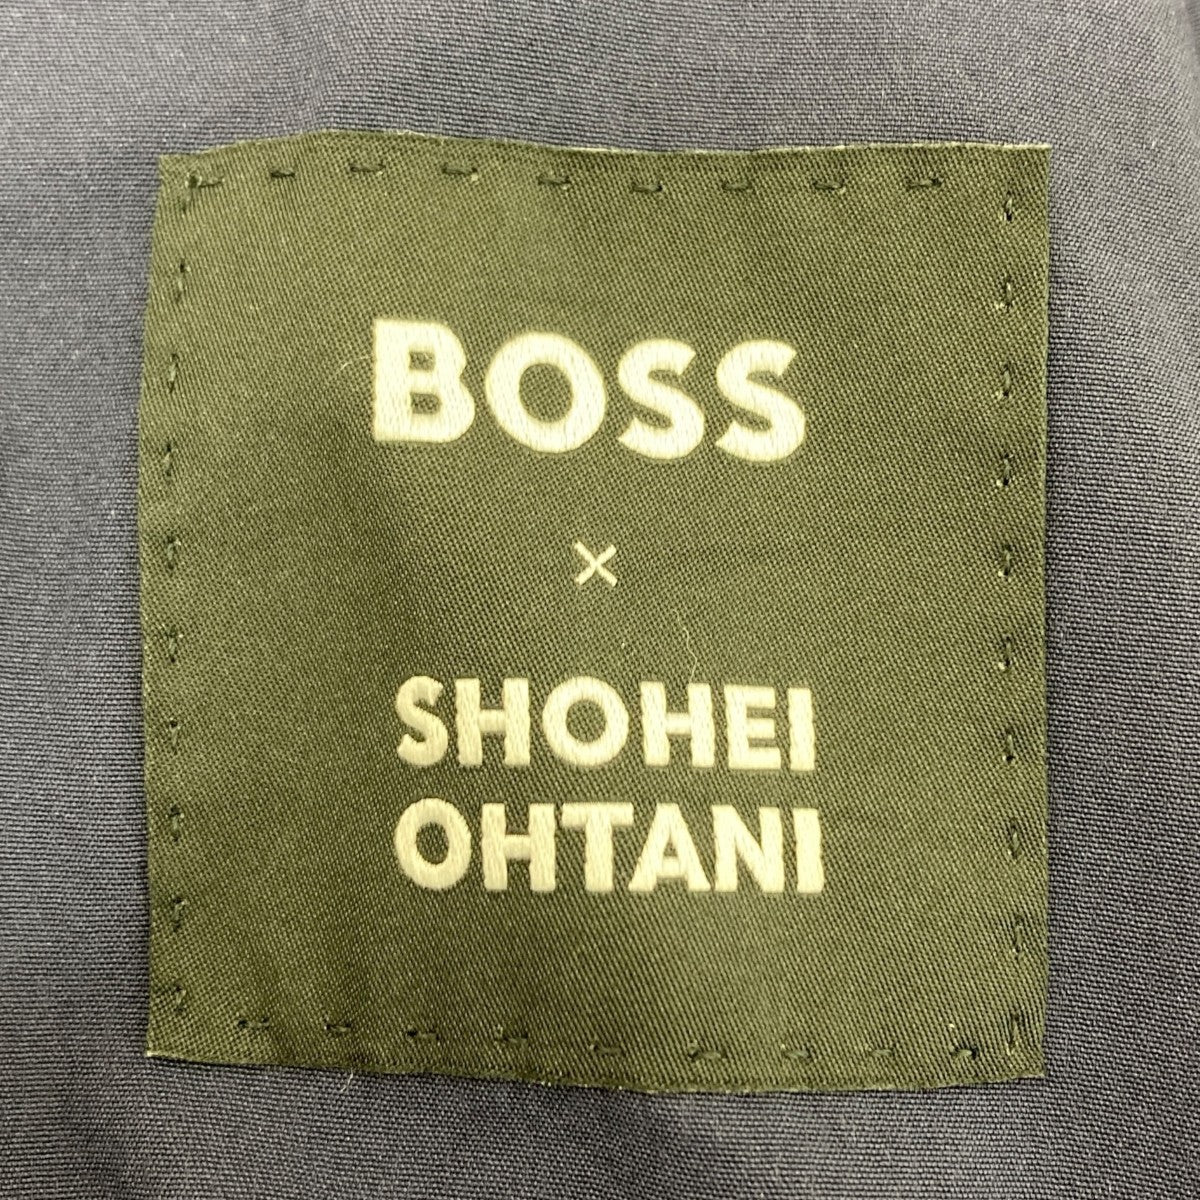 BOSS
×
SHOHEI
OHTANI